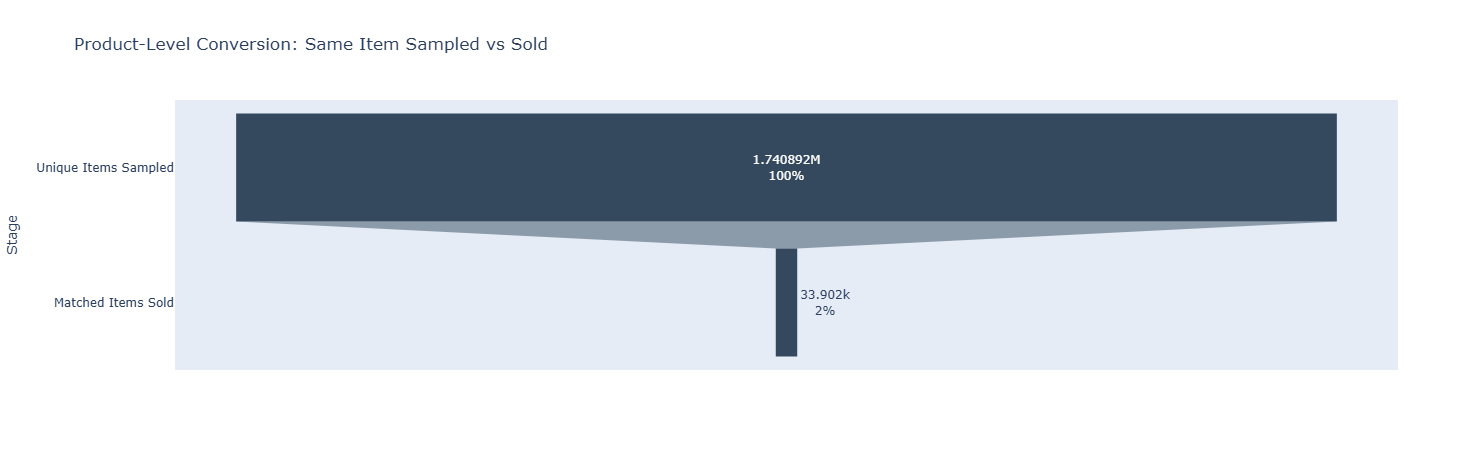 Product-Level Conversion: Same Item Sampled vs Sold
Stage
Unique Items Sampled
1.740892M
100%
Matched Items Sold
33.902k
2%